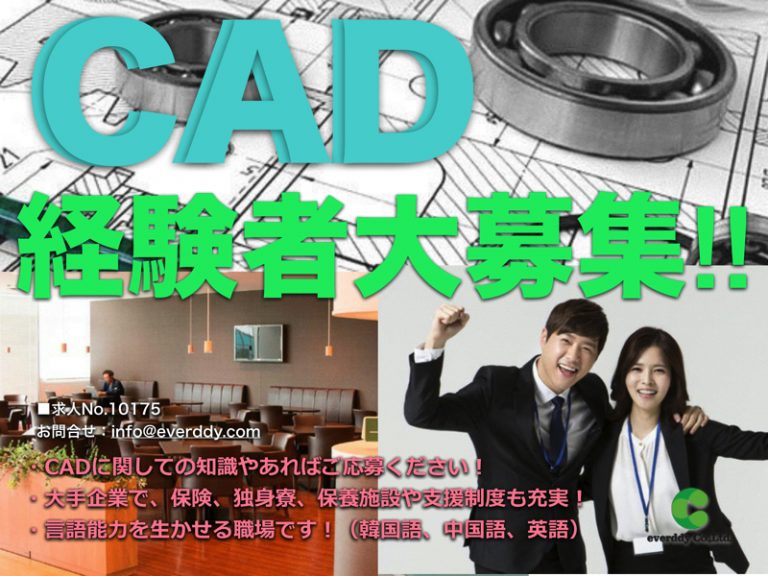 CAD
経験者大募集!!
■求人No.10175
お問合せ：info@everddy.com
・CADに関しての知識やあればご応募ください！
・大手企業で、保険、独身寮、保養施設や支援制度も充実！
・言語能力を生かせる職場です！（韓国語、中国語、英語）
everddy Co.,Ltd.